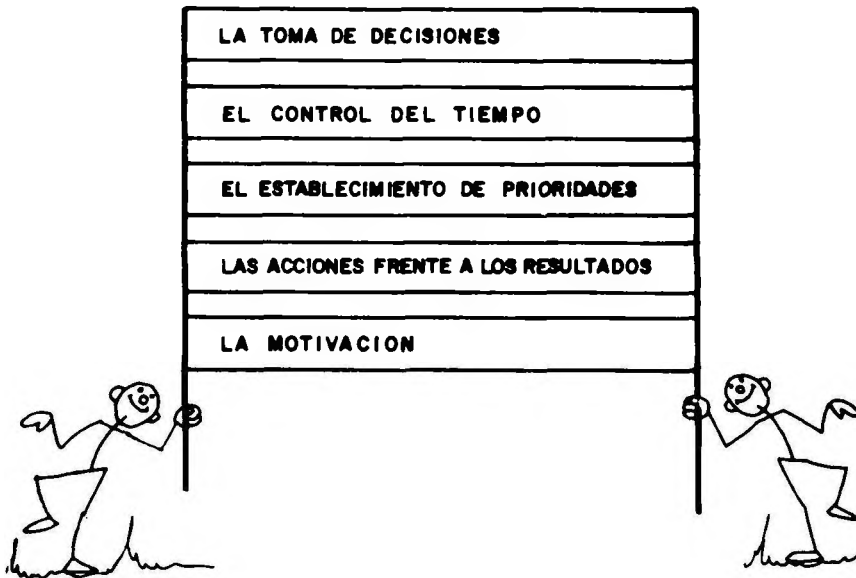 LA TOMA DE DECISIONES
EL CONTROL DEL TIEMPO
EL ESTABLECIMIENTO DE PRIORIDADES
LAS ACCIONES FRENTE A LOS RESULTADOS
LA MOTIVACION